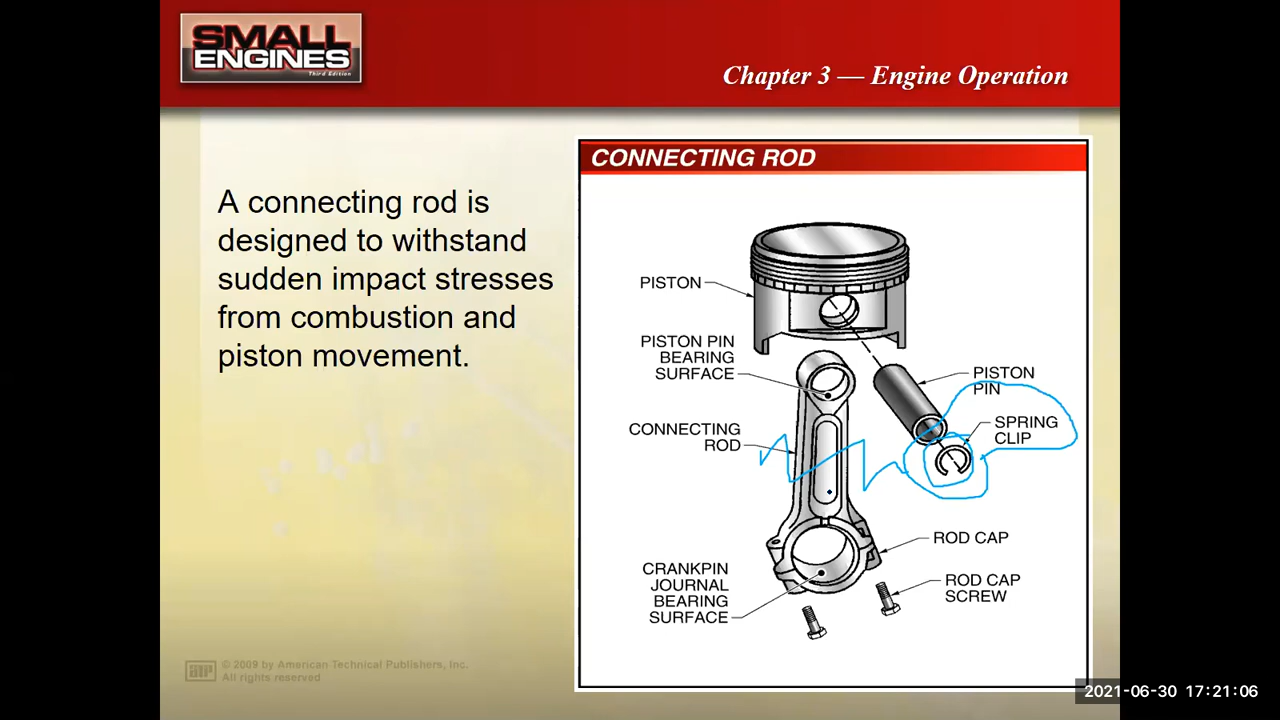 SMALL
ENGINES
Third Edition
Chapter 3 — Engine Operation
A connecting rod is
designed to withstand
sudden impact stresses
from combustion and
piston movement.
CONNECTING ROD
PISTON
PISTON PIN
BEARING
SURFACE
PISTON
PIN
CONNECTING
ROD
SPRING
CLIP
ROD CAP
CRANKPIN
JOURNAL
BEARING
SURFACE
ROD CAP
SCREW
© 2009 by American Technical Publishers, Inc.
All rights reserved
2021-06-30 17:21:06